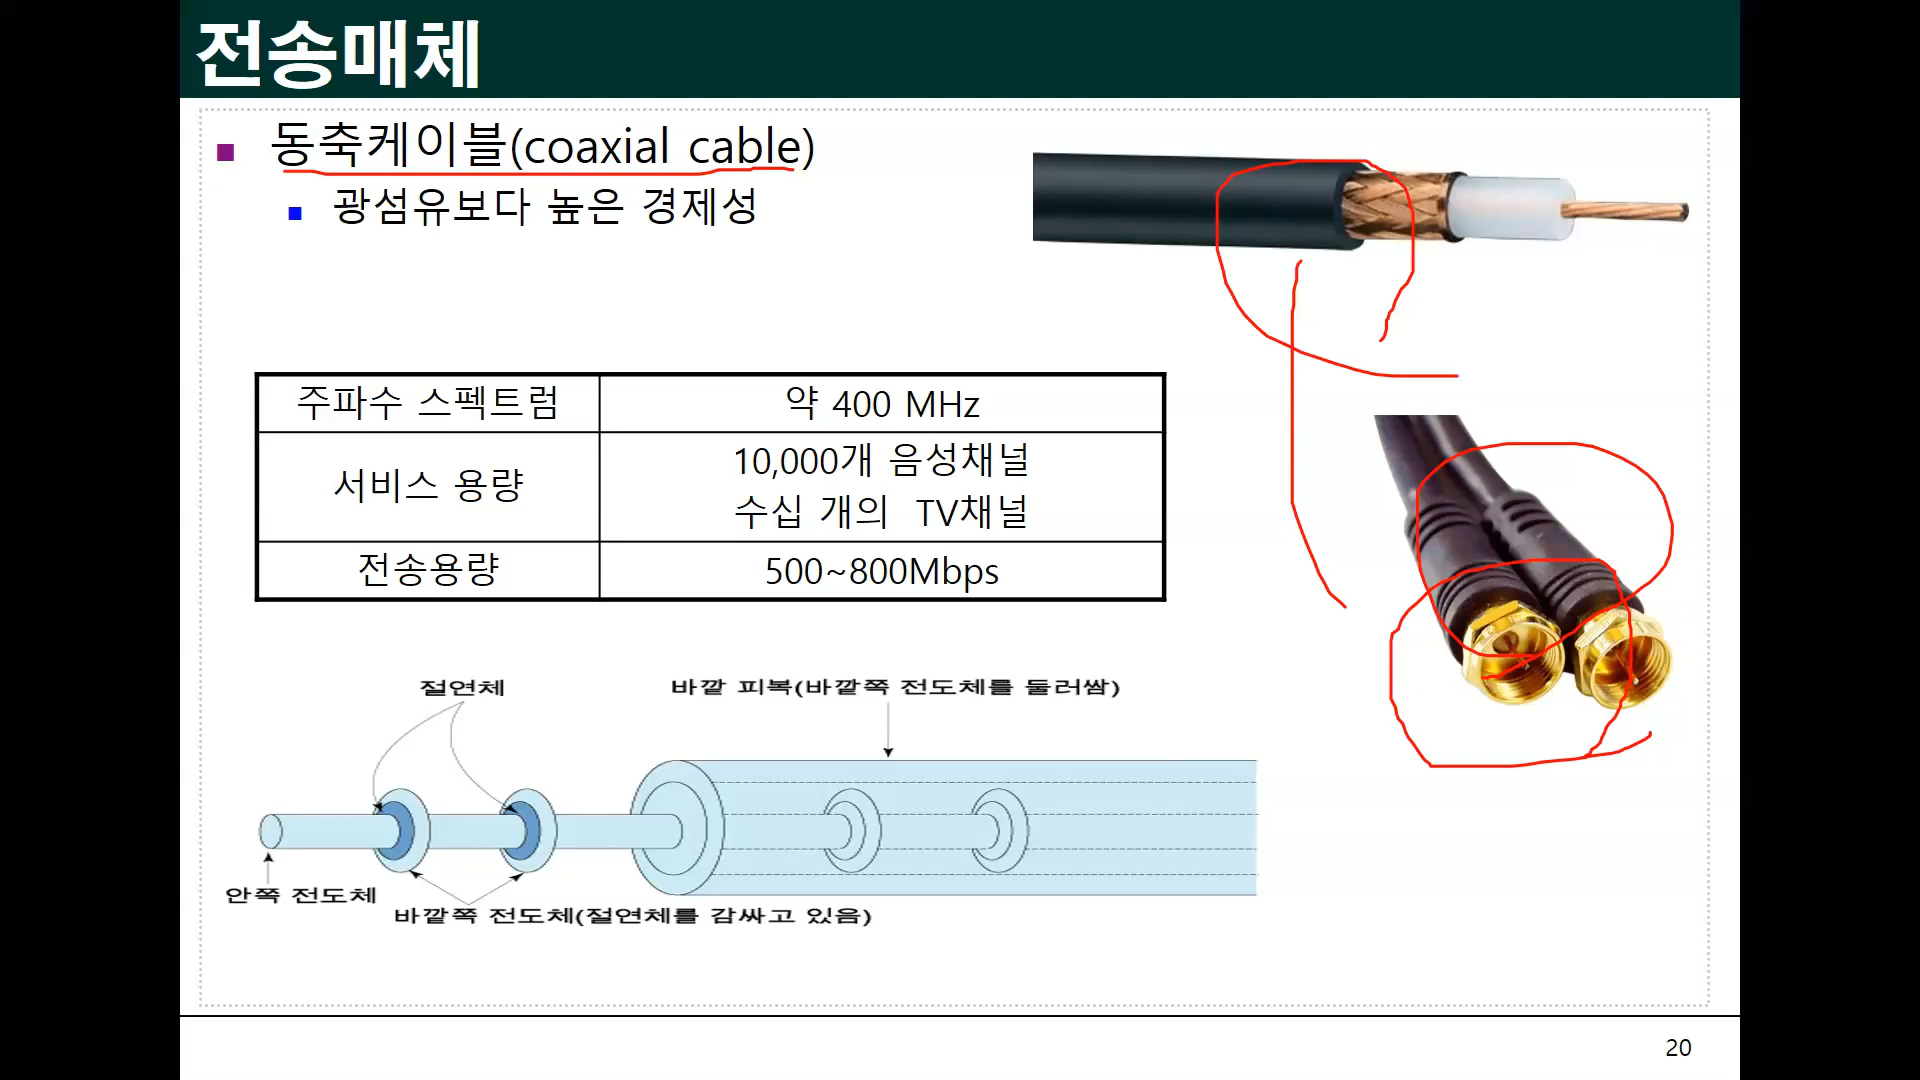 전송매체
동축케이블(coaxial cable)
광섬유보다 높은 경제성
주파수 스펙트럼
약 400 MHz
서비스 용량
10,000개 음성채널
수십 개의 TV채널
전송용량
500~800Mbps
절연체
바깥 피복(바깥쪽 전도체를 둘러쌈)
안쪽 전도체
바깥쪽 전도체(절연체를 감싸고 있음)
20